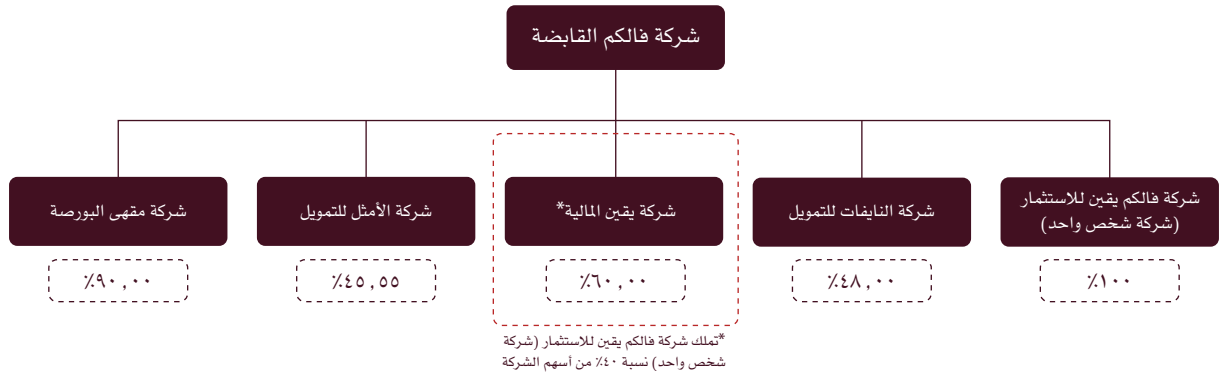 شركة فالكم القابضة
شركة فالكم يقين للاستثمار
(شركة شخص واحد)
شركة النايفات للتمويل
شركة يقين المالية*
شركة الأمثل للتمويل
شركة مقهى البورصة
٪١٠٠
٪٤٨,٠٠
٪٦٠,٠٠
٪٤٥,٥٥
٪٩٠,٠٠
*تملك شركة فالكم يقين للاستثمار (شركة
شخص واحد) نسبة ٤٠٪ من أسهم الشركة